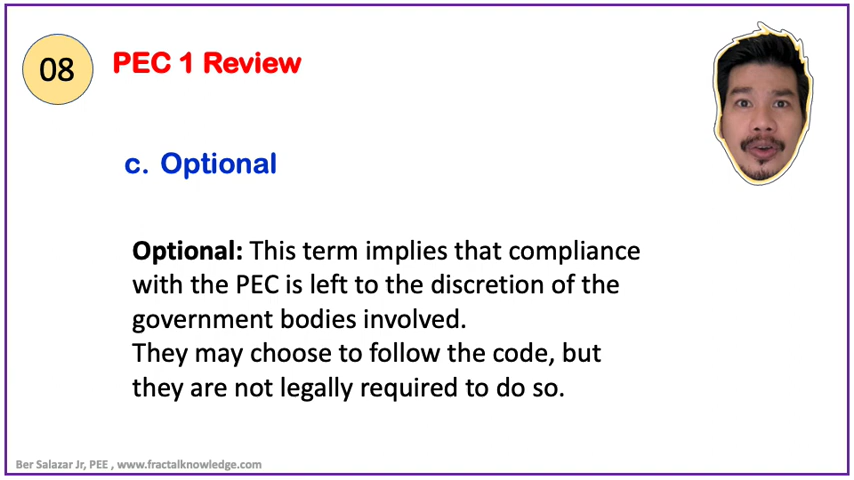 08
PEC 1 Review
c. Optional
Optional: This term implies that compliance
with the PEC is left to the discretion of the
government bodies involved.
They may choose to follow the code, but
they are not legally required to do so.
Ber Salazar Jr, PEE , www.fractalknowledge.com